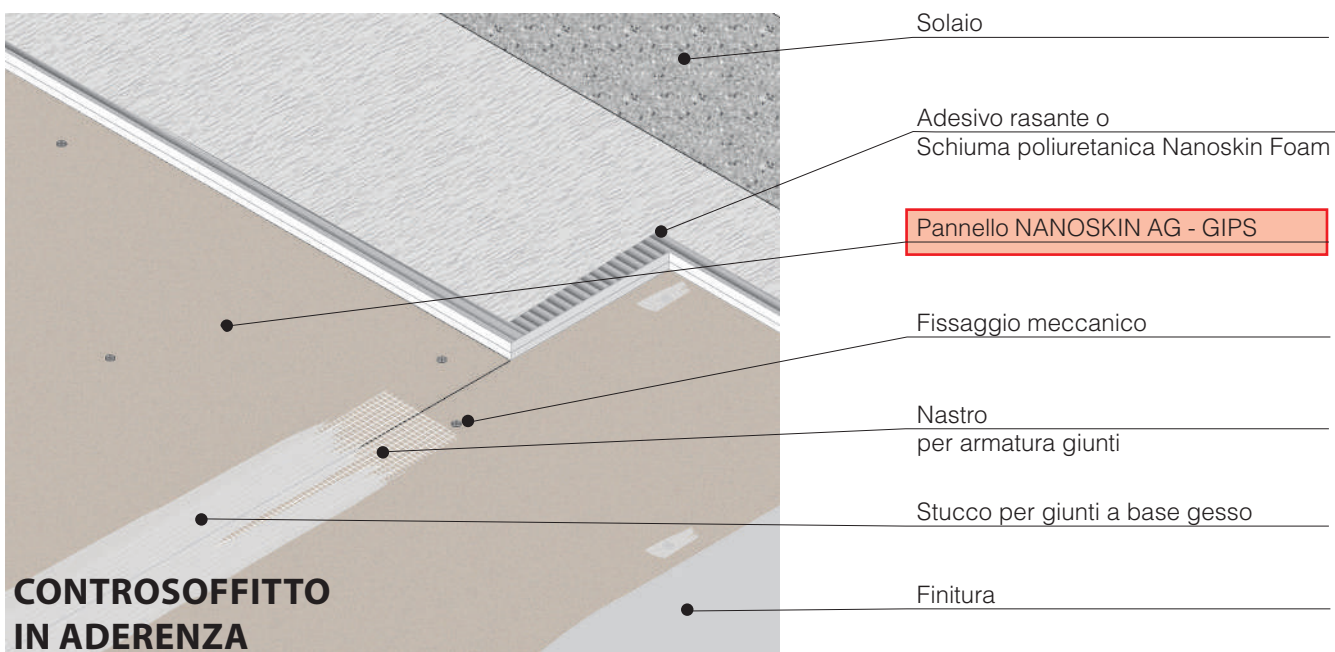 Solaio
Adesivo rasante o
Schiuma poliuretanica Nanoskin Foam
Pannello NANOSKIN AG - GIPS
Fissaggio meccanico
Nastro
per armatura giunti
Stucco per giunti a base gesso
Finitura
CONTROSOFFITTO
IN ADERENZA